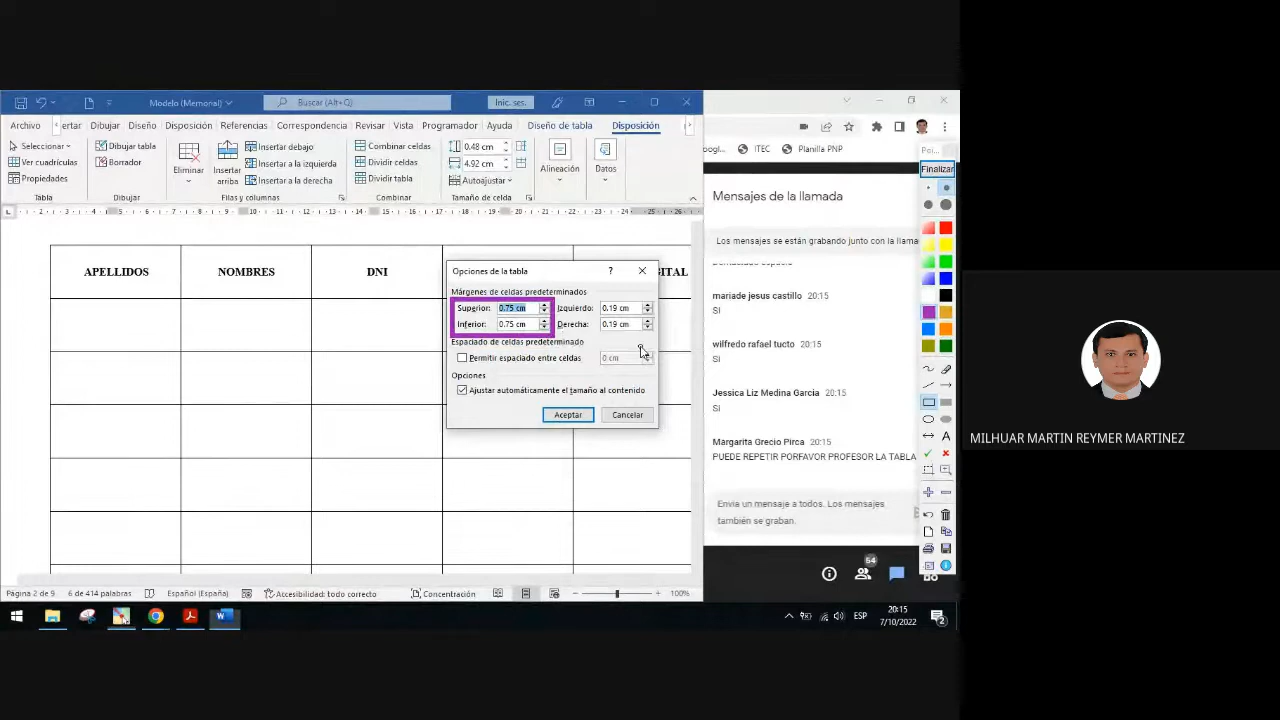 Modelo (Memorial)
Buscar (Alt+Q)
Inic. ses.
Archivo
ertar
Dibujar
Diseño
Disposición
Referencias
Correspondencia
Revisar
Vista
Programador
Ayuda
Diseño de tabla
Disposición
Seleccionar
Ver cuadrículas
Propiedades
Tabla
Dibujar tabla
Borrador
Dibujar
Eliminar
Insertar arriba
Insertar debajo
Insertar a la izquierda
Insertar a la derecha
Filas y columnas
Combinar celdas
Dividir celdas
Dividir tabla
Combinar
0.48 cm
4.92 cm
Autoajustar
Tamaño de celda
Alineación
Datos
APELLIDOS
NOMBRES
DNI
ITAL
Opciones de la tabla
?
Márgenes de celdas predeterminados
Superior: 0.75 cm Izquierdo: 0.19 cm
Inferior: 0.75 cm Derecha: 0.19 cm
Espaciado de celdas predeterminado
Permitir espaciado entre celdas 0 cm
Opciones
Ajustar automáticamente el tamaño al contenido
Aceptar
Cancelar
Página 2 de 9
6 de 414 palabras
Español (España)
Accesibilidad: todo correcto
Concentración
100%
oogl...
ITEC
Planilla PNP
Mensajes de la llamada
Los mensajes se están grabando junto con la llama
mariade jesus castillo 20:15
SI
wilfredo rafael tucto 20:15
Si
Jessica Liz Medina Garcia 20:15
Si
Margarita Grecio Pirca 20:15
PUEDE REPETIR PORFAVOR PROFESOR LA TABLA
Envía un mensaje a todos. Los mensajes
también se graban.
54
Finalizar
A
ESP
20:15
7/10/2022
2
MILHUAR MARTIN REYMER MARTINEZ